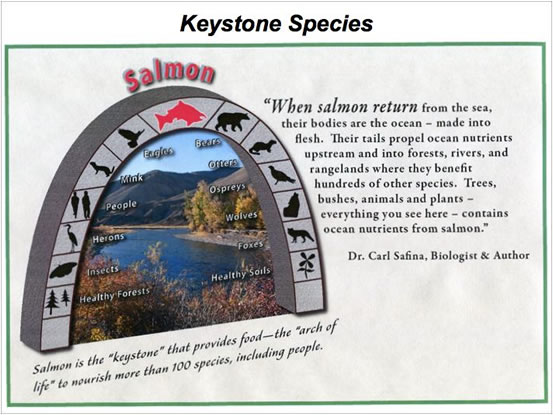 Keystone Species
Salmon
Eagles
Bears
Mink
Otters
People
Ospreys
Herons
Wolves
Insects
Foxes
Healthy Forests
Healthy Soils
“When salmon return from the sea,
their bodies are the ocean – made into
flesh.  Their tails propel ocean nutrients
upstream and into forests, rivers, and
rangelands where they benefit
hundreds of other species.  Trees,
bushes, animals and plants –
everything you see here – contains
ocean nutrients from salmon.”
Dr. Carl Safina, Biologist & Author
Salmon is the "keystone" that provides food—the "arch of
life" to nourish more than 100 species, including people.